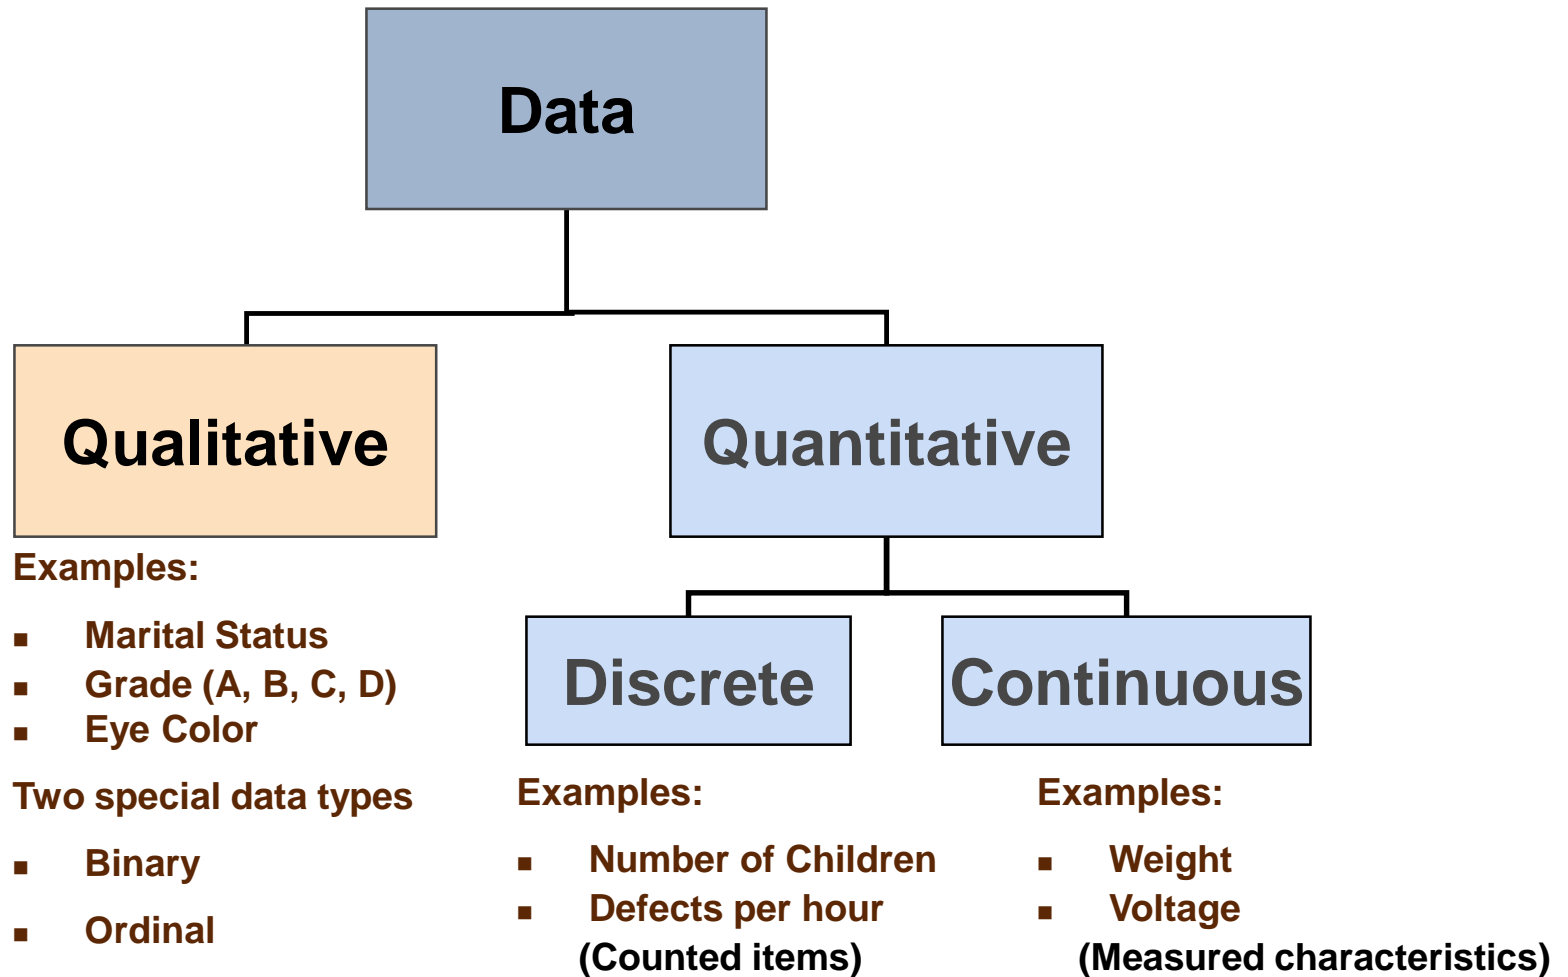 Data
Qualitative
Quantitative
Examples:
■ Marital Status
■ Grade (A, B, C, D)
■ Eye Color
Two special data types
■ Binary
■ Ordinal
Discrete
Continuous
Examples:
■ Number of Children
■ Defects per hour
(Counted items)
Examples:
■ Weight
■ Voltage
(Measured characteristics)